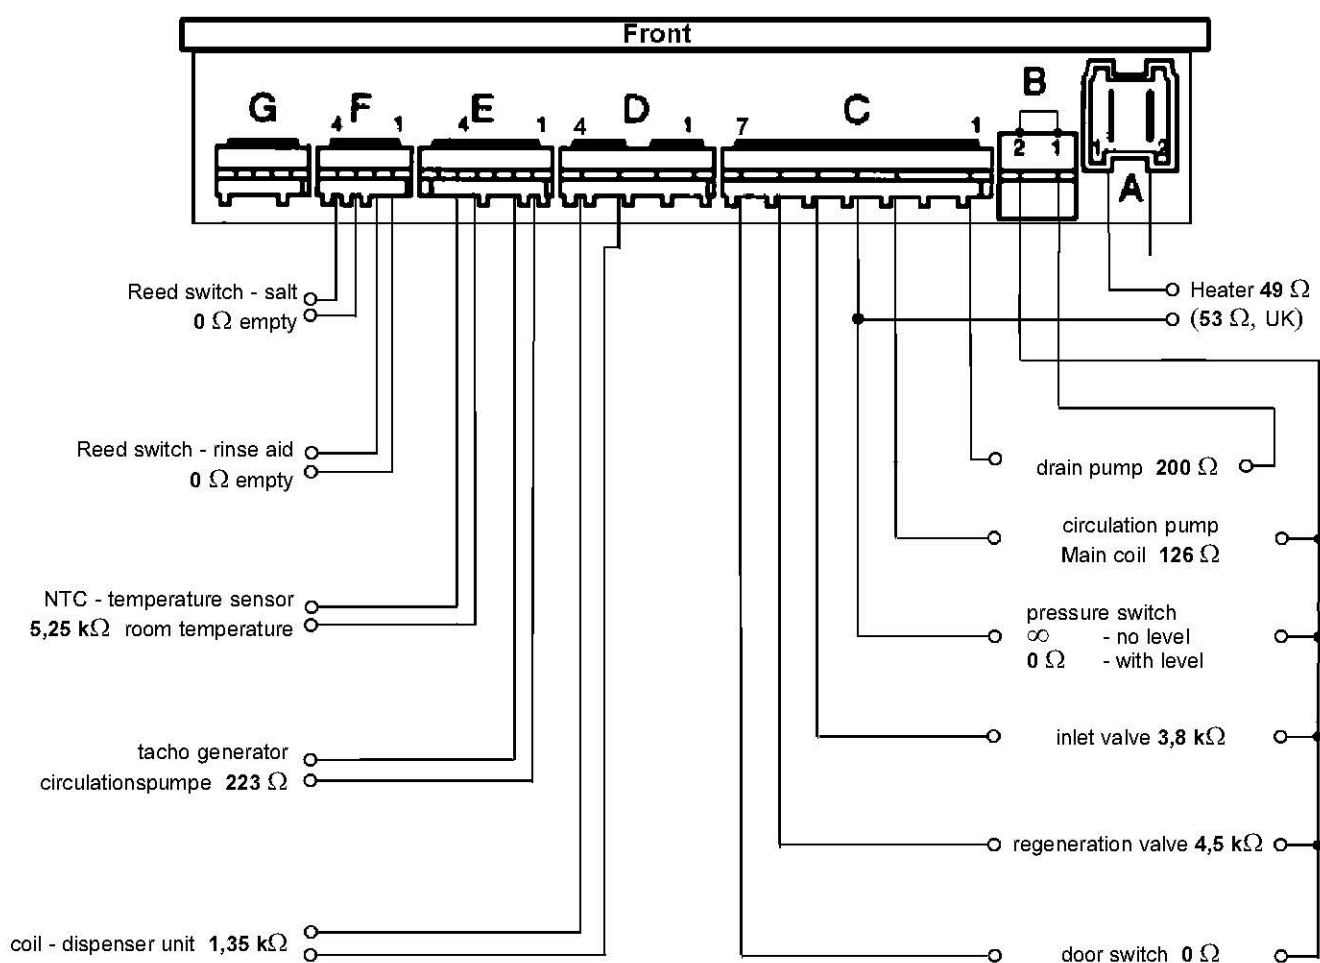 Front
G F E D C B A
4 1 4 1 4 1 7 1 2 1 1 2
Reed switch - salt
0 Ω empty
Reed switch - rinse aid
0 Ω empty
NTC - temperature sensor
5,25 kΩ room temperature
tacho generator
circulationspumpe 223 Ω
coil - dispenser unit 1,35 kΩ
Heater 49 Ω
(53 Ω, UK)
drain pump 200 Ω
circulation pump
Main coil 126 Ω
pressure switch
∞ - no level
0 Ω - with level
inlet valve 3,8 kΩ
regeneration valve 4,5 kΩ
door switch 0 Ω